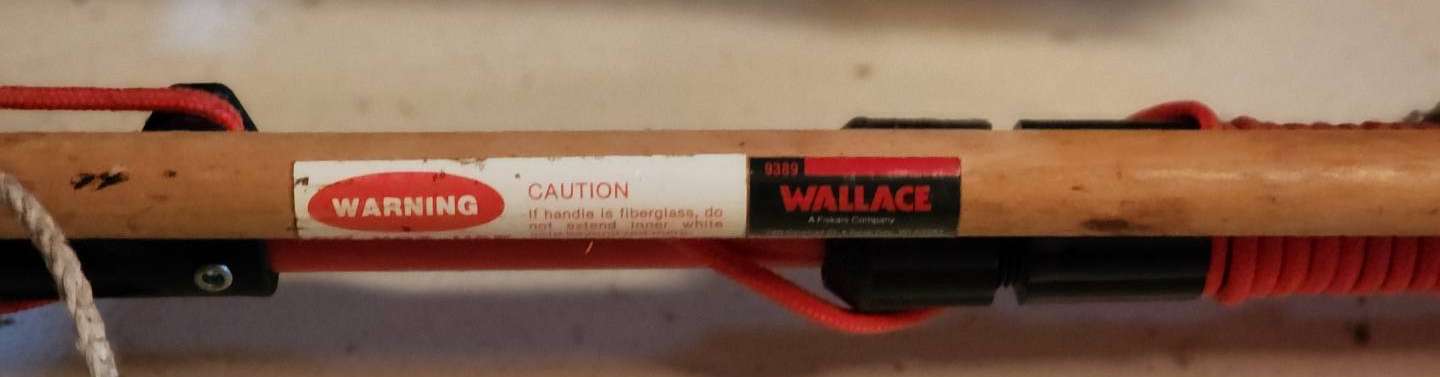 WARNING
CAUTION
If handle is fiberglass, do
not extend inner white
9389
WALLACE
A Fiskars Company